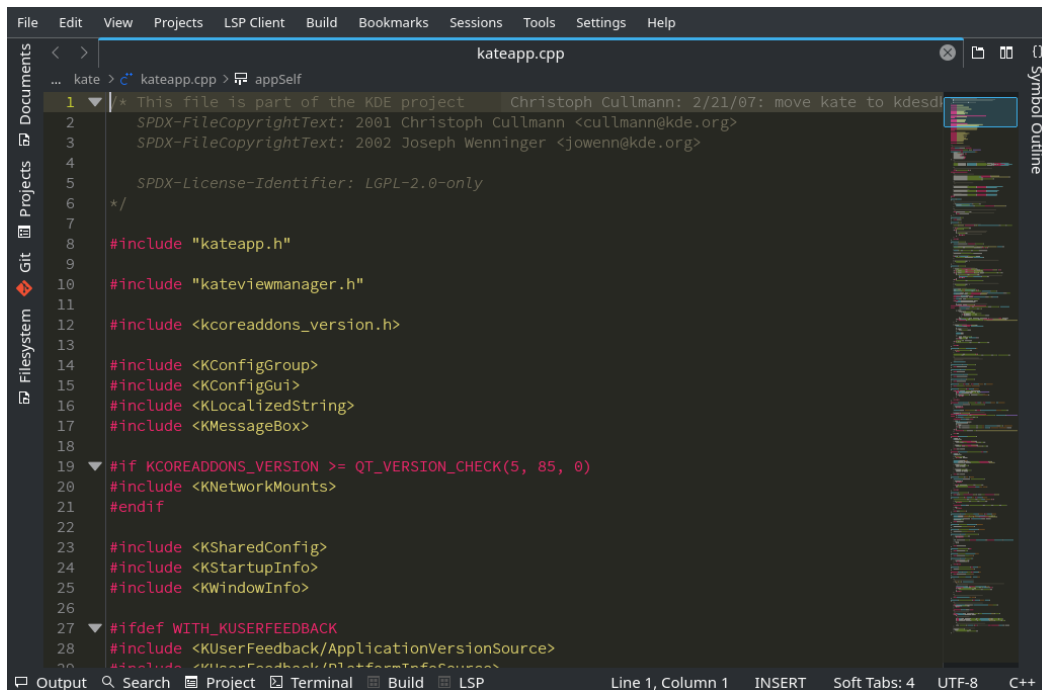 File Edit View Projects LSP Client Build Bookmarks Sessions Tools Settings Help
kateapp.cpp
... kate > kateapp.cpp > appSelf
Documents
Projects
Git
Filesystem
Symbol Outline
1 /* This file is part of the KDE project Christoph Cullmann: 2/21/07: move kate to
2 SPDX-FileCopyrightText: 2001 Christoph Cullmann <cullmann@kde.org>
3 SPDX-FileCopyrightText: 2002 Joseph Wenninger <jowenn@kde.org>
4
5 SPDX-License-Identifier: LGPL-2.0-only
6 */
7
8 #include "kateapp.h"
9
10 #include "kateviewmanager.h"
11
12 #include <kcoreaddons_version.h>
13
14 #include <KConfigGroup>
15 #include <KConfigGui>
16 #include <KLocalizedString>
17 #include <KMessageBox>
18
19 #if KCOREADDONS_VERSION >= QT_VERSION_CHECK(5, 85, 0)
20 #include <KNetworkMounts>
21 #endif
22
23 #include <KSharedConfig>
24 #include <KStartupInfo>
25 #include <KWindowInfo>
26
27 #ifdef WITH_KUSERFEEDBACK
28 #include <KUserFeedback/ApplicationVersionSource>
29 #include <KUserFeedback/PlatformInfoSource>
Output Search Project Terminal Build LSP Line 1, Column 1 INSERT Soft Tabs: 4 UTF-8 C++